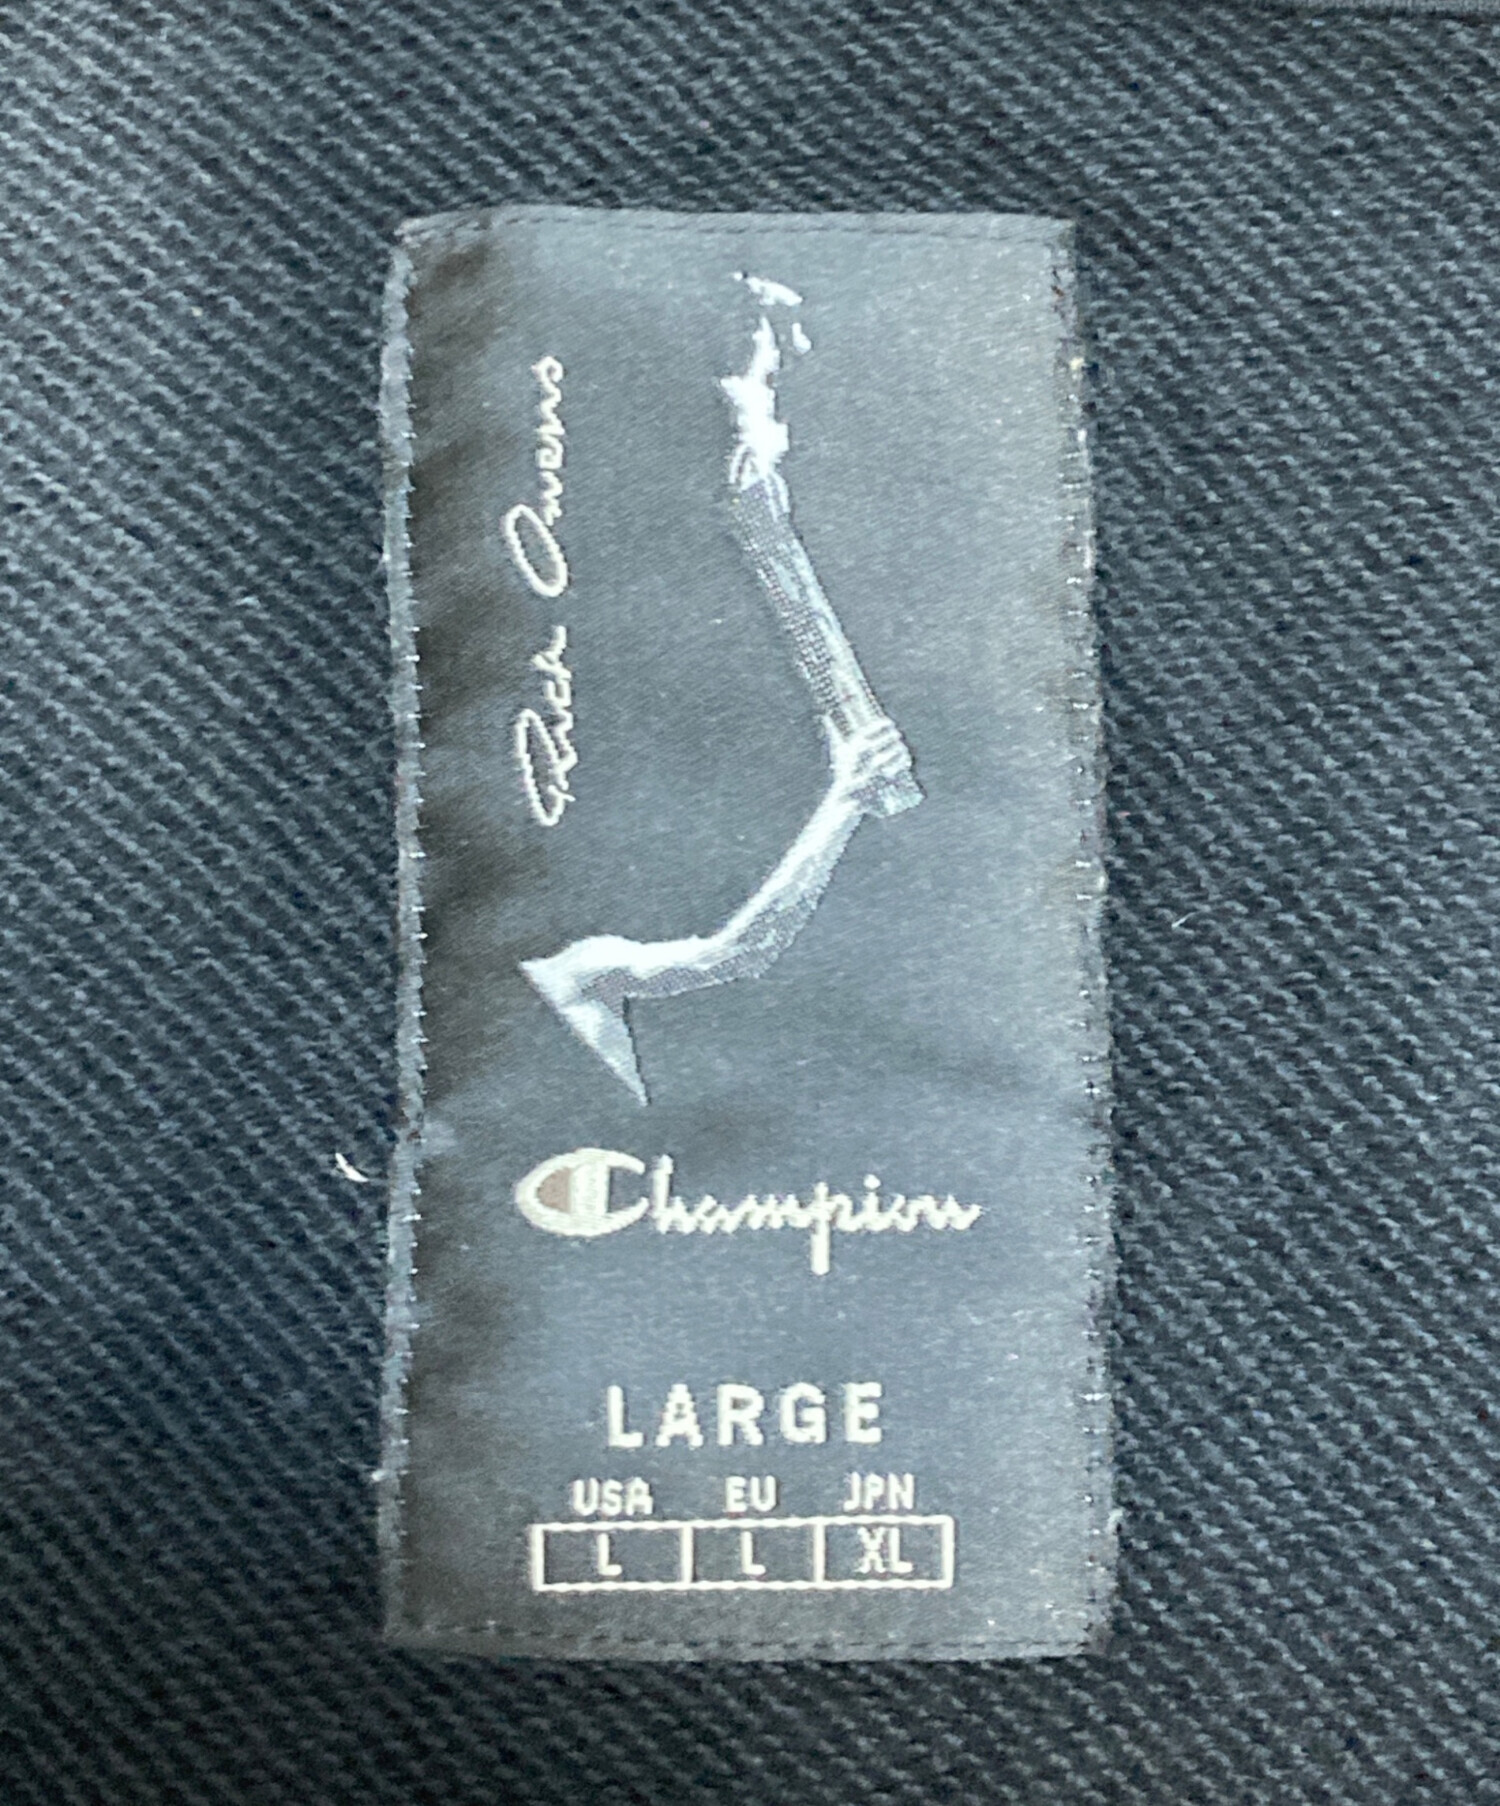 Rick Owens
Champion
LARGE
USA EU JPN
L L XL